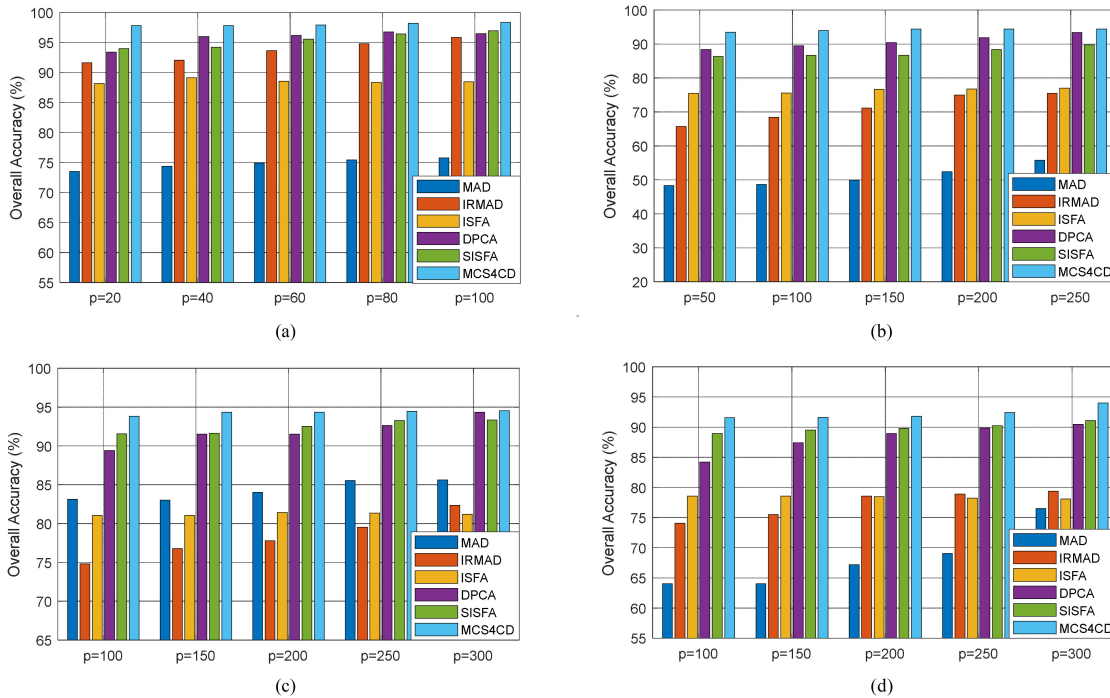 100
95
90
85
80
75
70
65
60
55
Overall Accuracy (%)
MAD
IRMAD
ISFA
DPCA
SISFA
MCS4CD
p=20 p=40 p=60 p=80 p=100
(a)
100
90
80
70
60
50
40
30
20
Overall Accuracy (%)
MAD
IRMAD
ISFA
DPCA
SISFA
MCS4CD
p=50 p=100 p=150 p=200 p=250
(b)
100
95
90
85
80
75
70
65
Overall Accuracy (%)
MAD
IRMAD
ISFA
DPCA
SISFA
MCS4CD
p=100 p=150 p=200 p=250 p=300
(c)
100
95
90
85
80
75
70
65
60
55
Overall Accuracy (%)
MAD
IRMAD
ISFA
DPCA
SISFA
MCS4CD
p=100 p=150 p=200 p=250 p=300
(d)